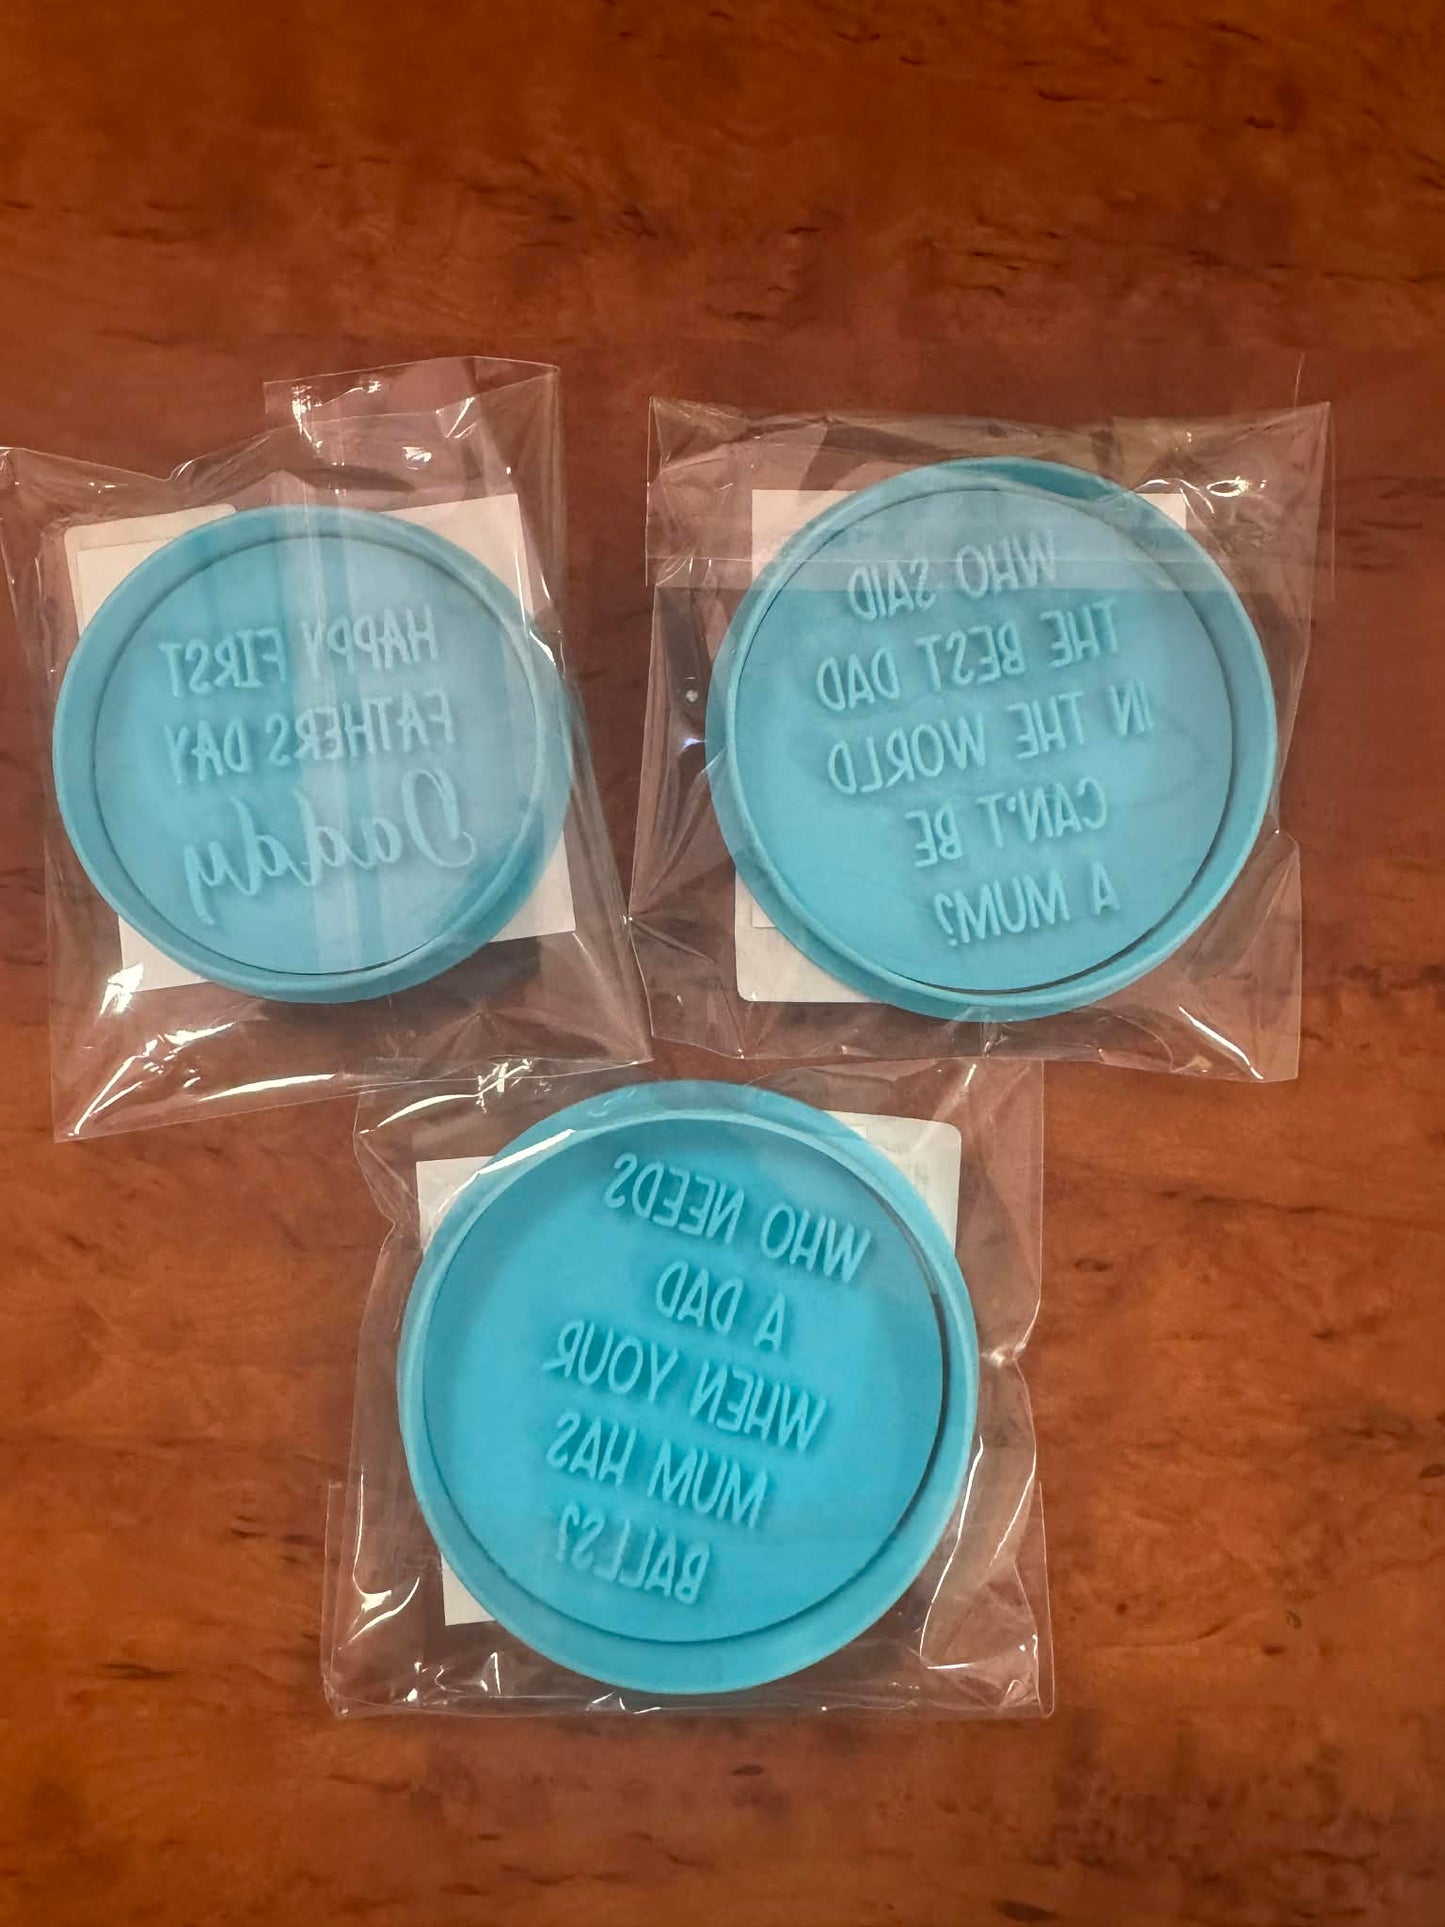 HAPPY FIRST
FATHERS DAY
Daddy
WHO SAID
THE BEST DAD
IN THE WORLD
CAN'T BE
A MUM?
WHO NEEDS
A DAD
WHEN YOUR
MUM HAS
BALLS?